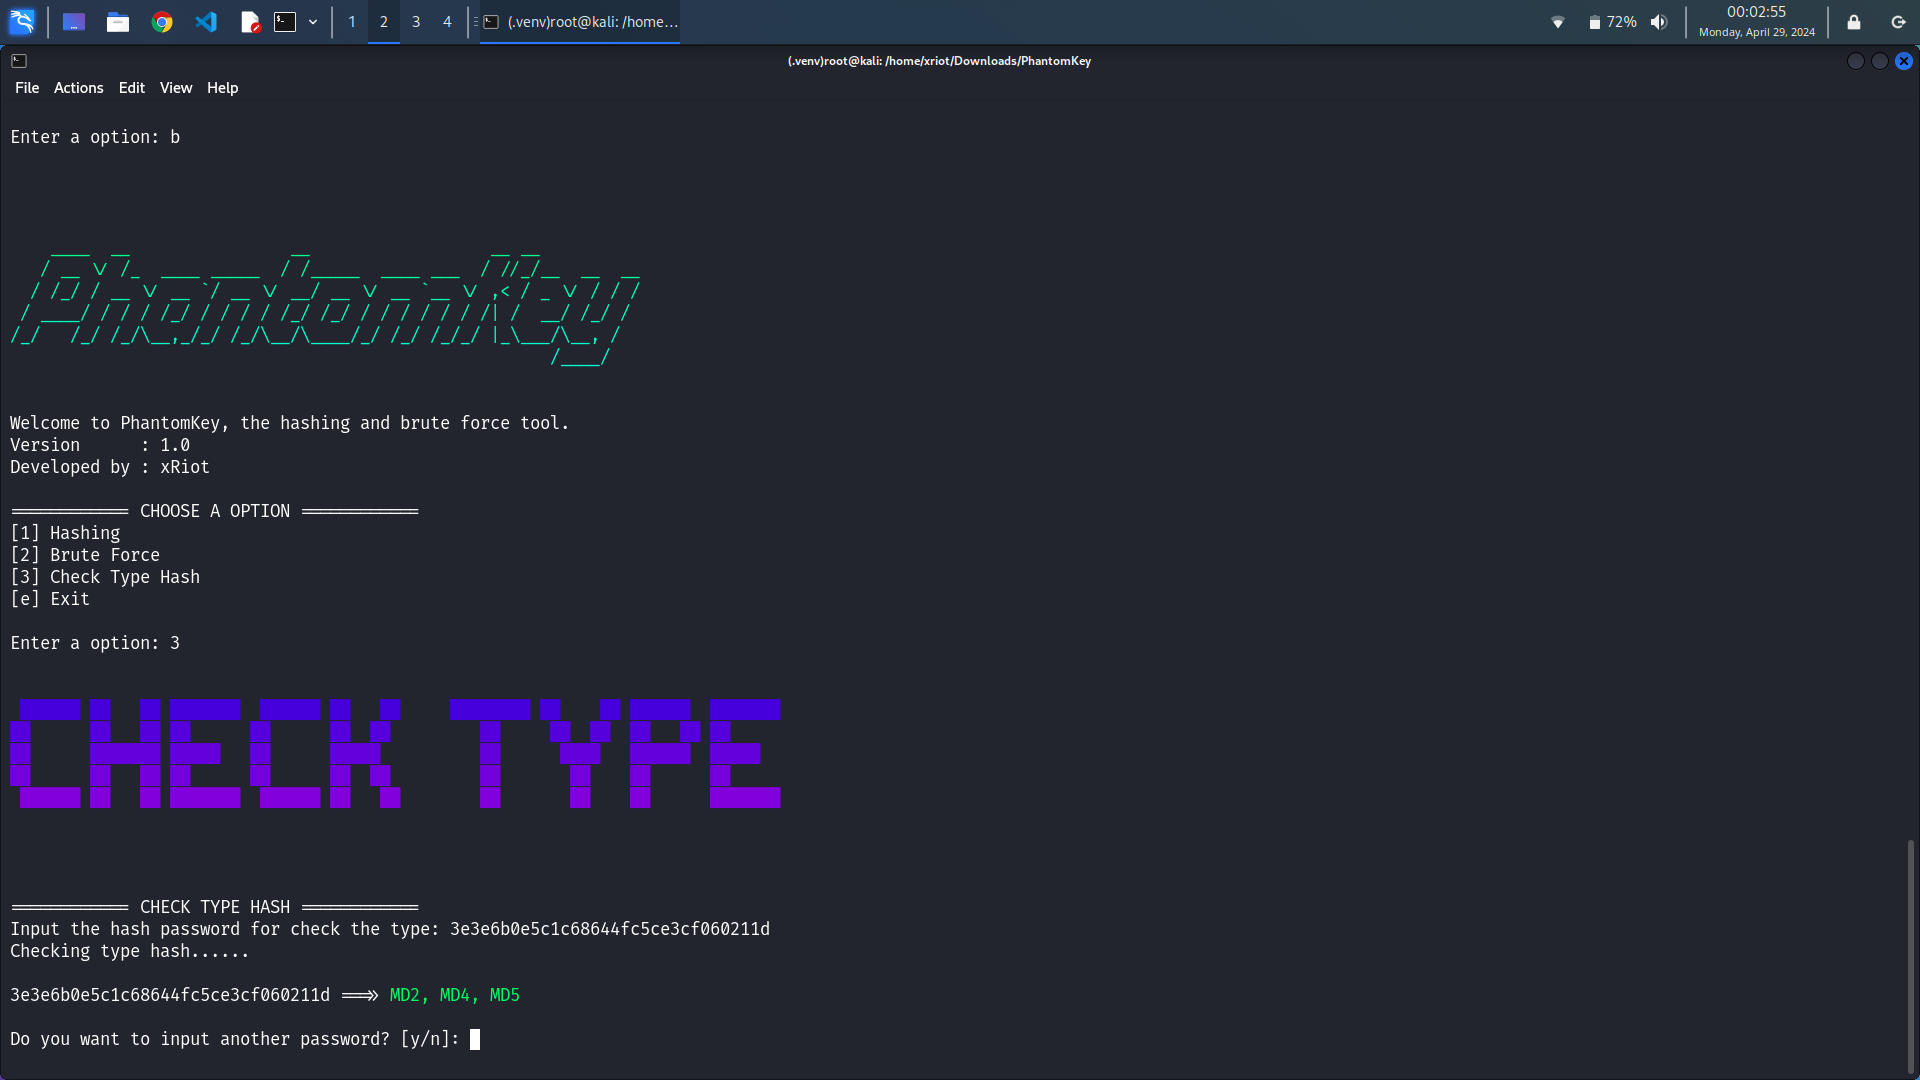 1 2 3 4 (.venv)root@kali: /home... 72% 00:02:55
Monday, April 29, 2024
(.venv)root@kali: /home/xriot/Downloads/PhantomKey
File Actions Edit View Help
Enter a option: b
PhantomKey
Welcome to PhantomKey, the hashing and brute force tool.
Version      : 1.0
Developed by : xRiot
============ CHOOSE A OPTION ============
[1] Hashing
[2] Brute Force
[3] Check Type Hash
[e] Exit
Enter a option: 3
CHECK TYPE
============ CHECK TYPE HASH ============
Input the hash password for check the type: 3e3e6b0e5c1c68644fc5ce3cf060211d
Checking type hash......
3e3e6b0e5c1c68644fc5ce3cf060211d ===>> MD2, MD4, MD5
Do you want to input another password? [y/n]: